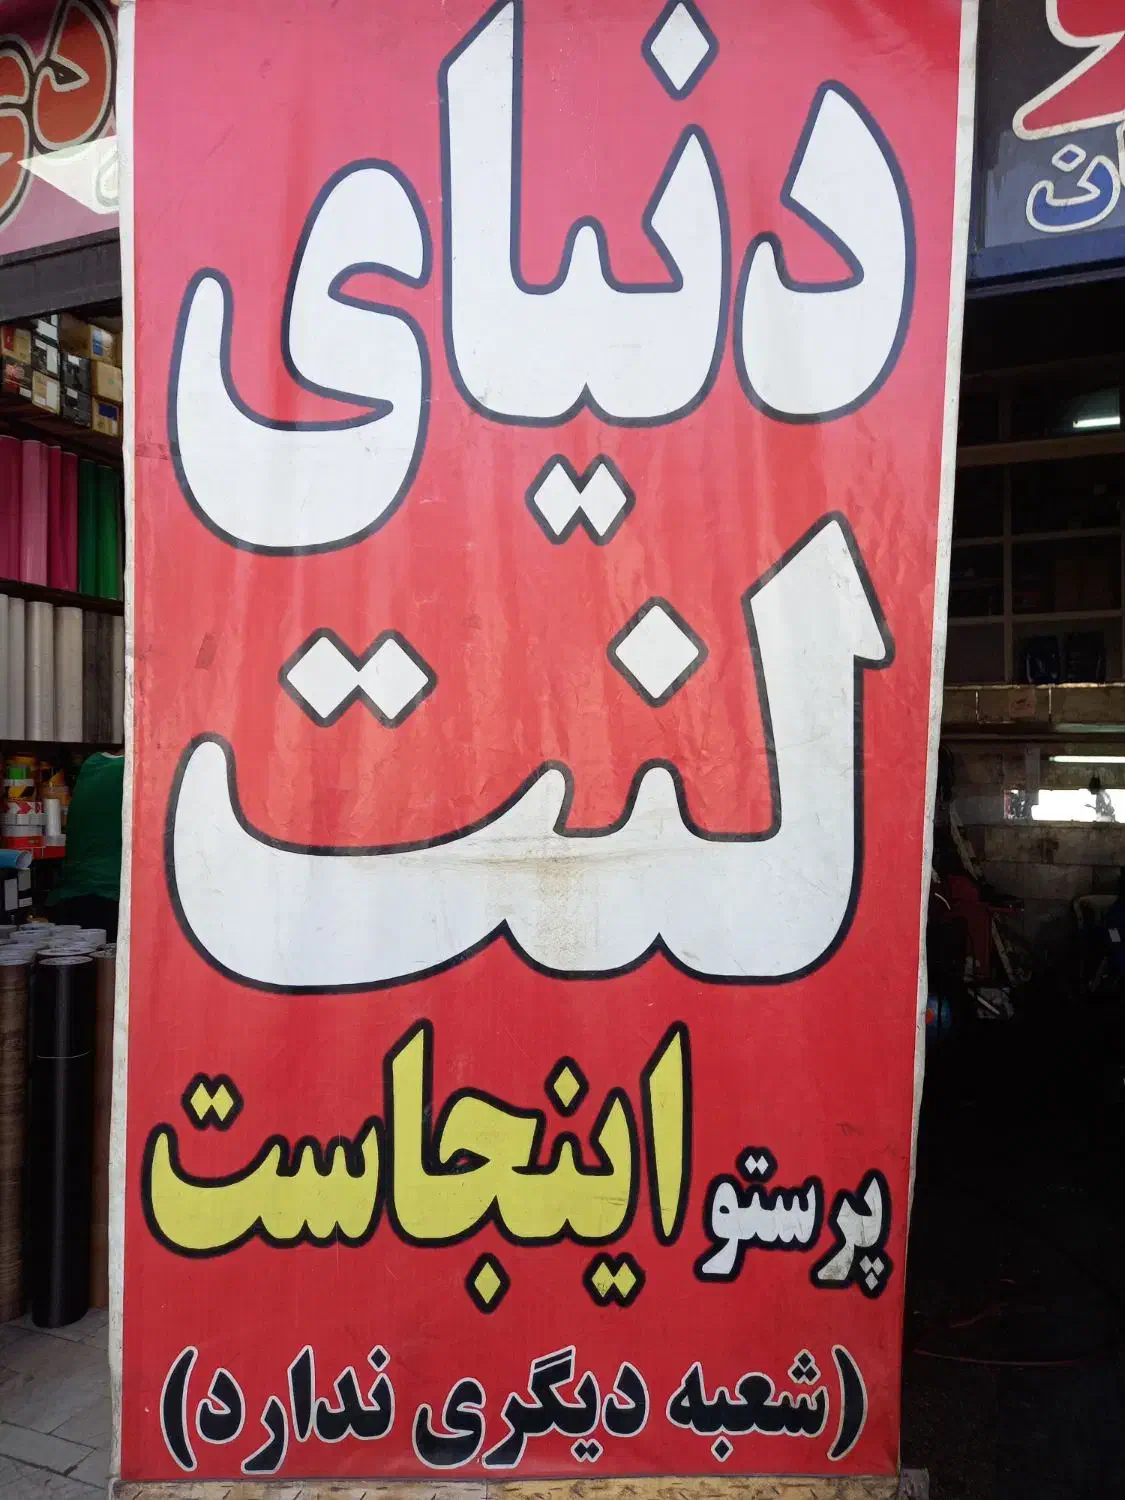 دنیای
لنت
پرستو اینجاست
(شعبه دیگری ندارد)